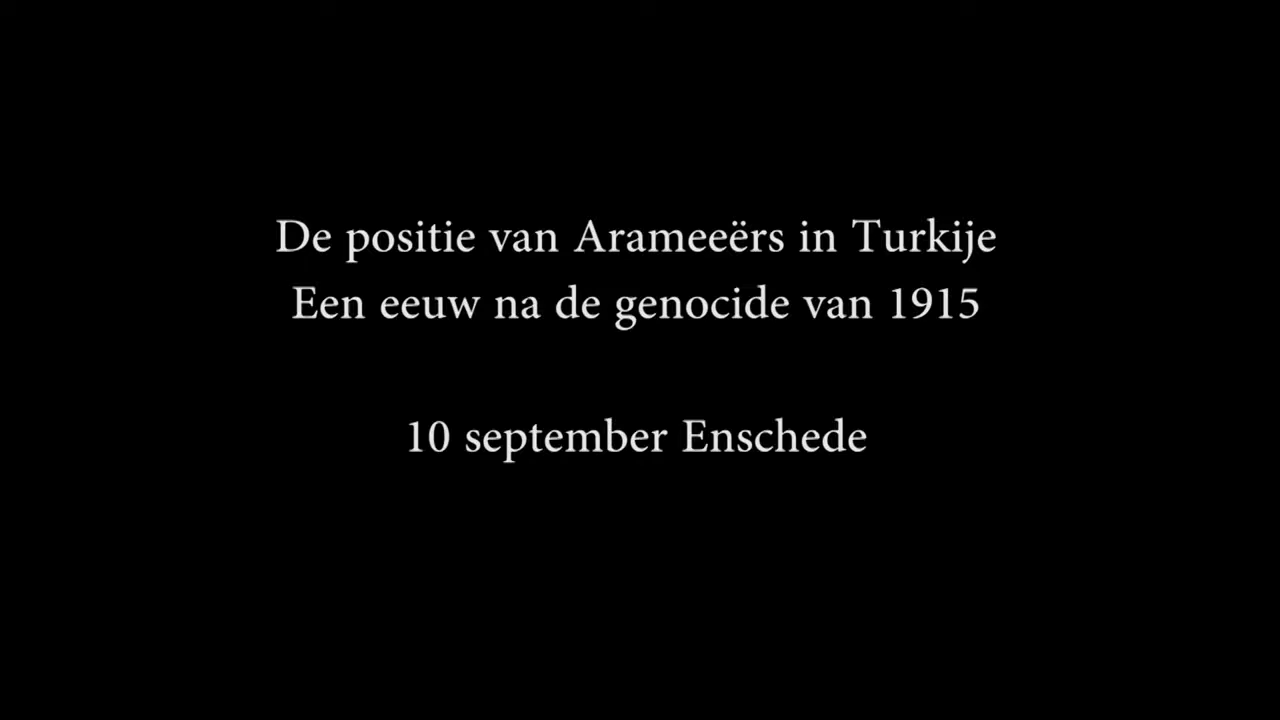 De positie van Arameeërs in Turkije
Een eeuw na de genocide van 1915
10 september Enschede